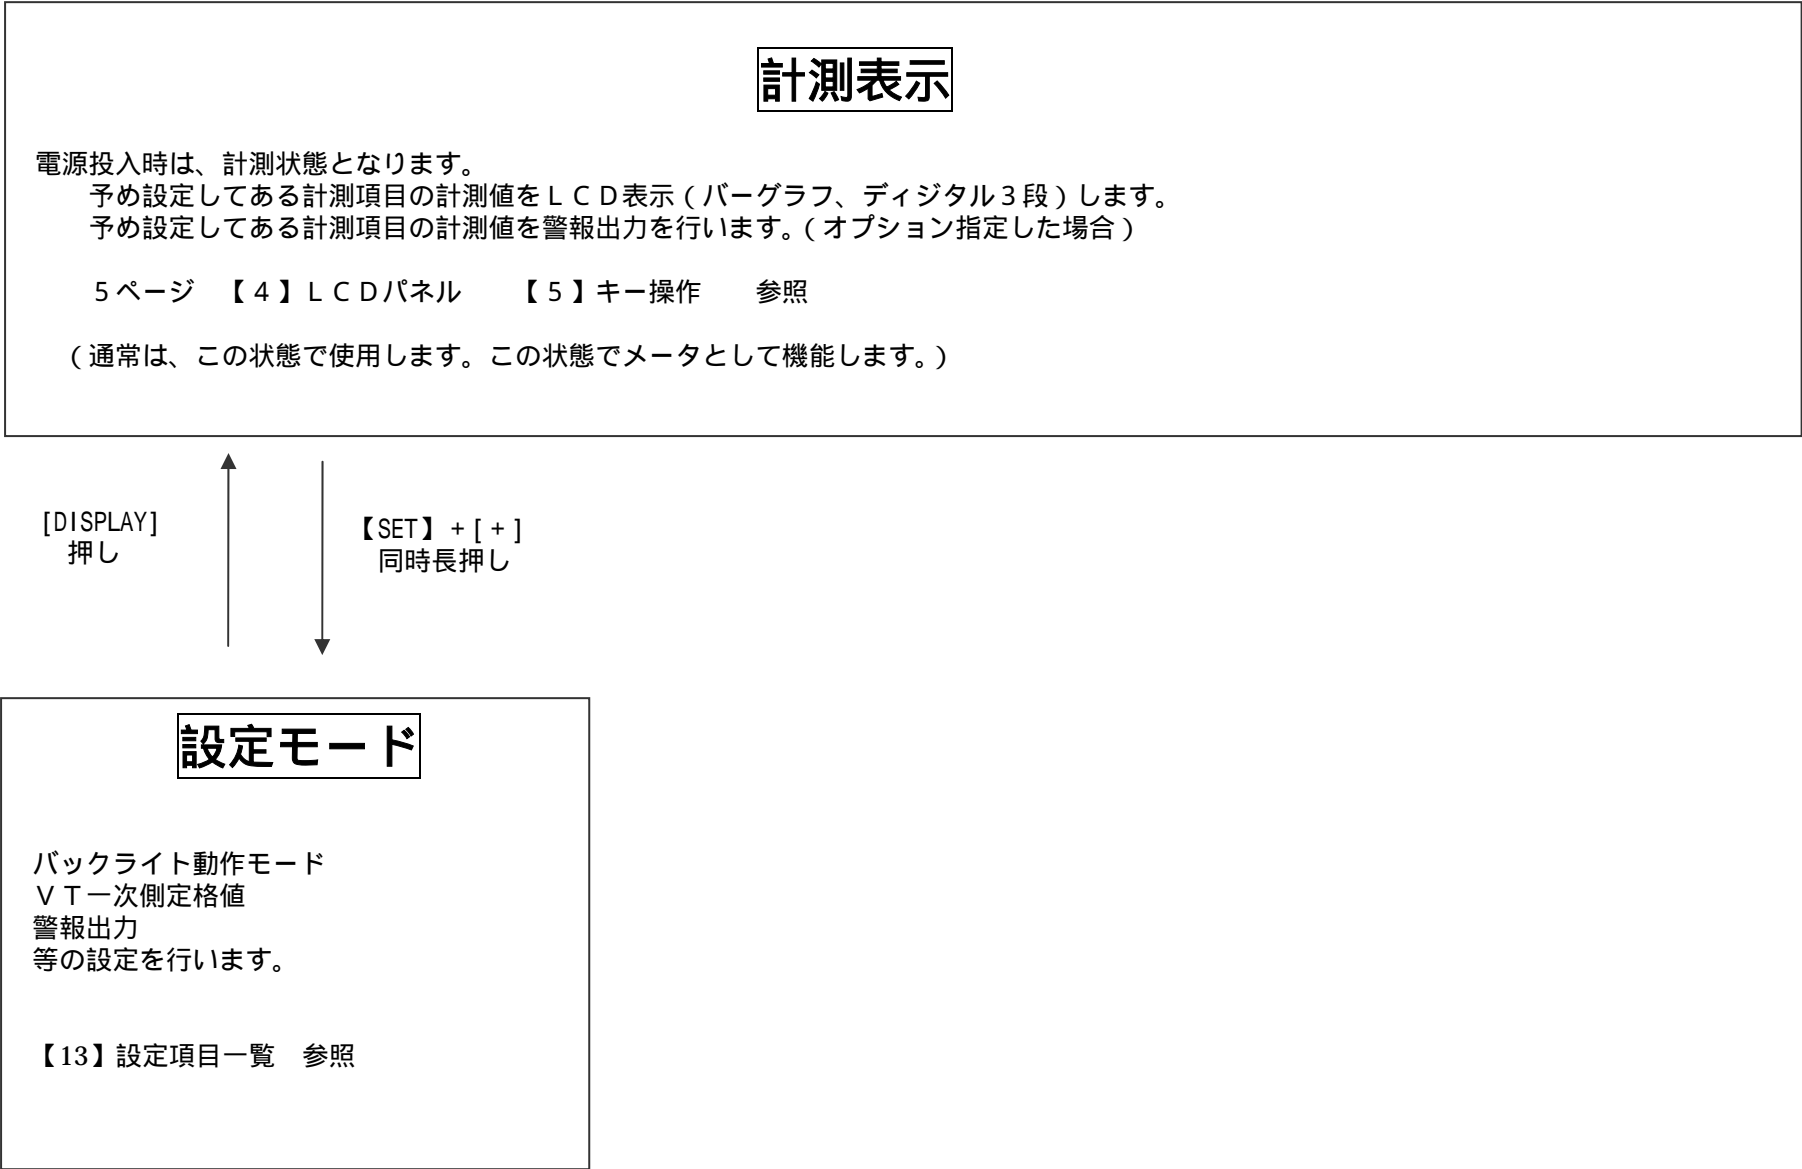 計測表示
電源投入時は、計測状態となります。
予め設定してある計測項目の計測値をＬＣＤ表示（バーグラフ、ディジタル３段）します。
予め設定してある計測項目の計測値を警報出力を行います。（オプション指定した場合）
５ページ　【４】ＬＣＤパネル　　【５】キー操作　　参照
（通常は、この状態で使用します。この状態でメータとして機能します。）
[DISPLAY]
押し
【SET】+[+]
同時長押し
設定モード
バックライト動作モード
ＶＴ一次側定格値
警報出力
等の設定を行います。
【13】設定項目一覧　参照